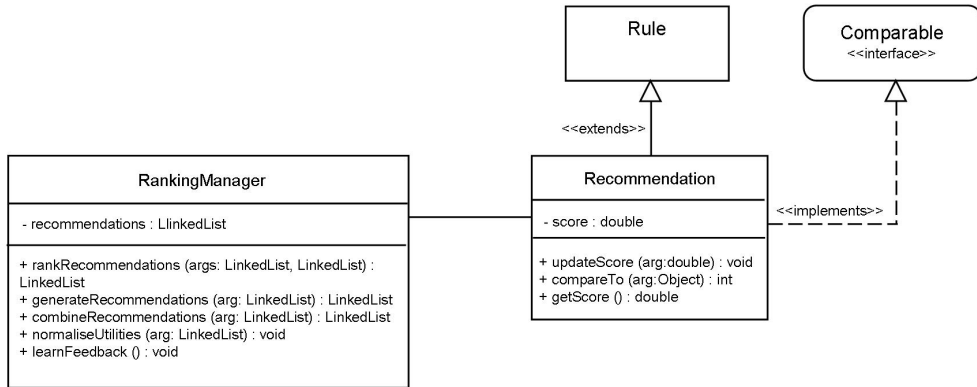 Rule
Comparable
<<interface>>
<<extends>>
RankingManager
- recommendations : LlinkedList
+ rankRecommendations (args: LinkedList, LinkedList) :
LinkedList
+ generateRecommendations (arg: LinkedList) : LinkedList
+ combineRecommendations (arg: LinkedList) : LinkedList
+ normaliseUtilities (arg: LinkedList) : void
+ learnFeedback () : void
Recommendation
- score : double
+ updateScore (arg:double) : void
+ compareTo (arg:Object) : int
+ getScore () : double
<<implements>>